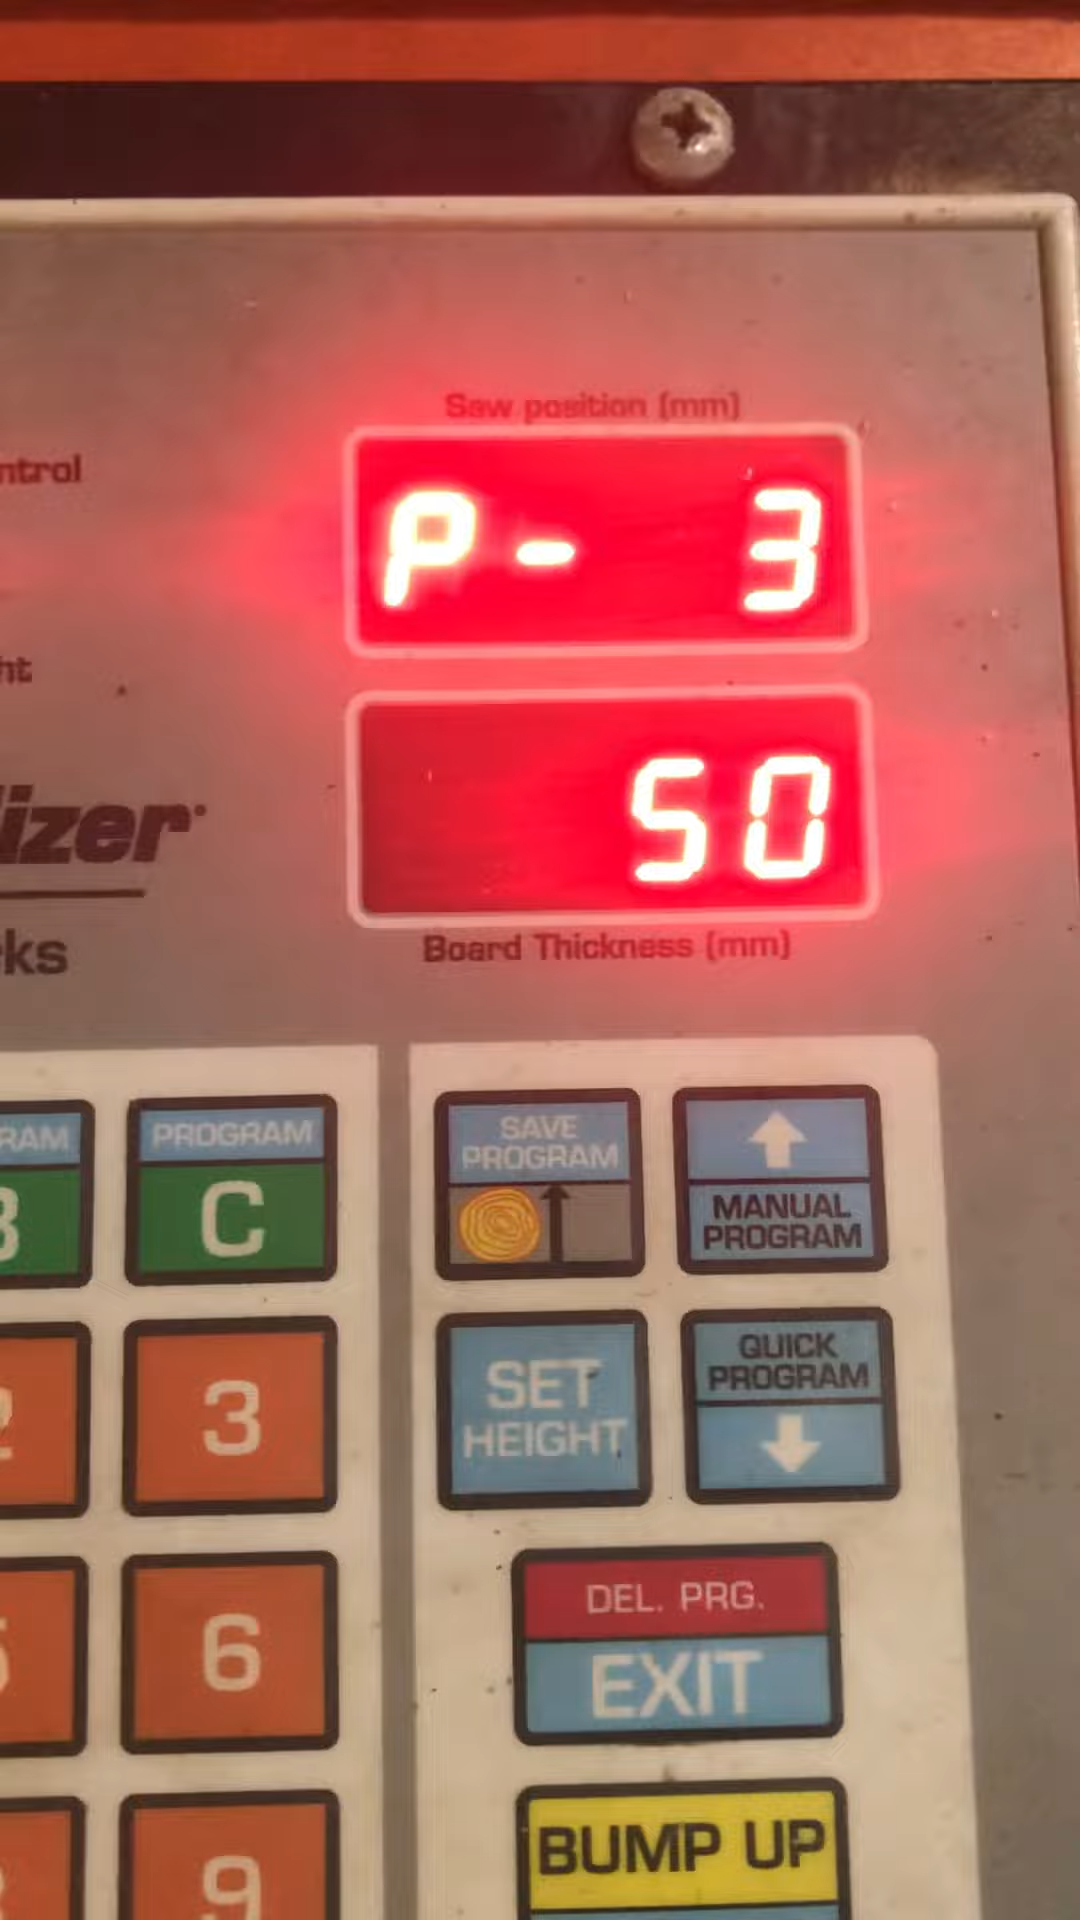 Saw position (mm)
ntrol
P- 3
ht
50
lizer
ks
Board Thickness (mm)
RAM
PROGRAM
C
SAVE
PROGRAM
MANUAL
PROGRAM
3
SET
HEIGHT
QUICK
PROGRAM
6
DEL. PRG.
EXIT
9
BUMP UP